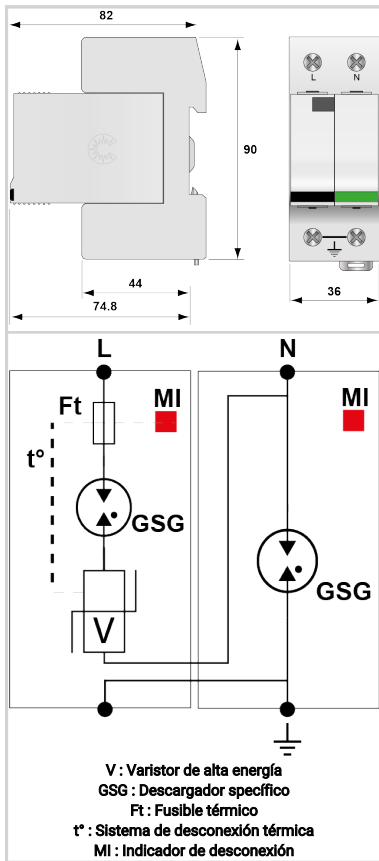 82
L N
90
44
74.8
36
L N
Ft MI MI
t°
GSG
GSG
V
V : Varistor de alta energía
GSG : Descargador specífico
Ft : Fusible térmico
t° : Sistema de desconexión térmica
MI : Indicador de desconexión